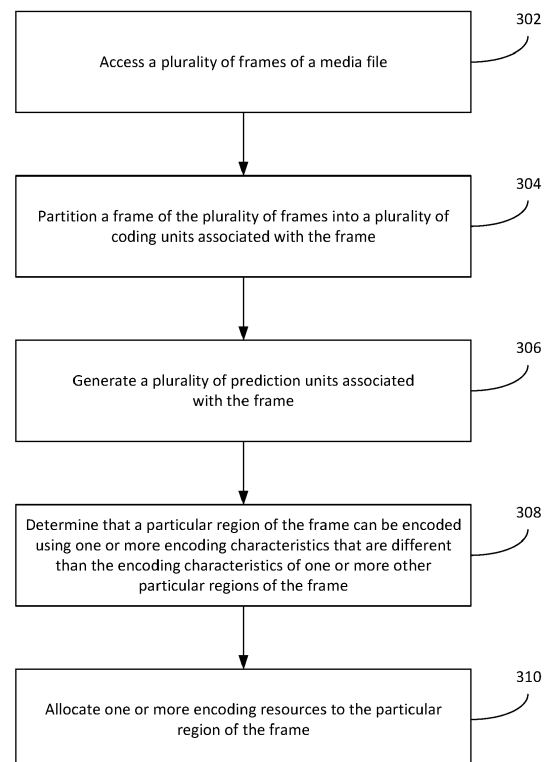 302
Access a plurality of frames of a media file
304
Partition a frame of the plurality of frames into a plurality of
coding units associated with the frame
306
Generate a plurality of prediction units associated
with the frame
308
Determine that a particular region of the frame can be encoded
using one or more encoding characteristics that are different
than the encoding characteristics of one or more other
particular regions of the frame
310
Allocate one or more encoding resources to the particular
region of the frame